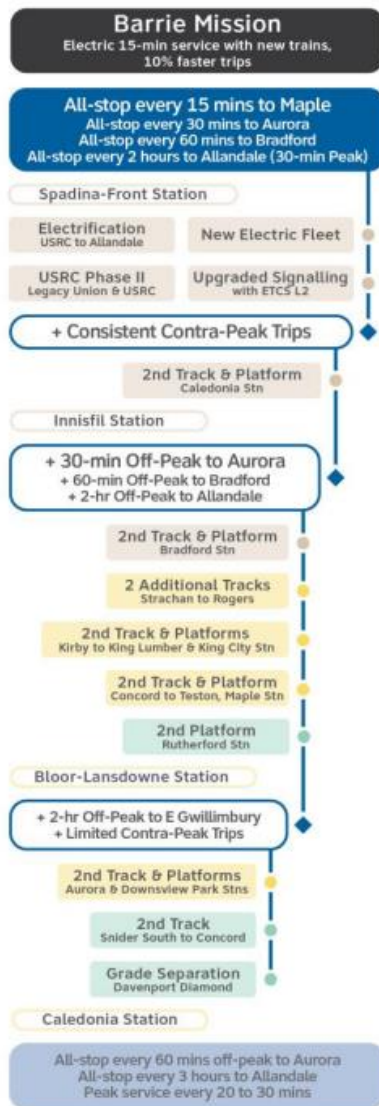 Barrie Mission
Electric 15-min service with new trains,
10% faster trips
All-stop every 15 mins to Maple
All-stop every 30 mins to Aurora
All-stop every 60 mins to Bradford
All-stop every 2 hours to Allandale (30-min Peak)
Spadina-Front Station
Electrification
USRC to Allandale
New Electric Fleet
USRC Phase II
Legacy Union & USRC
Upgraded Signalling
with ETCS L2
+ Consistent Contra-Peak Trips
2nd Track & Platform
Caledonia Stn
Innisfil Station
+ 30-min Off-Peak to Aurora
+ 60-min Off-Peak to Bradford
+ 2-hr Off-Peak to Allandale
2nd Track & Platform
Bradford Stn
2 Additional Tracks
Strachan to Rogers
2nd Track & Platforms
Kirby to King Lumber & King City Stn
2nd Track & Platform
Concord to Teston, Maple Stn
2nd Platform
Rutherford Stn
Bloor-Lansdowne Station
+ 2-hr Off-Peak to E Gwillimbury
+ Limited Contra-Peak Trips
2nd Track & Platforms
Aurora & Downsview Park Stns
2nd Track
Snider South to Concord
Grade Separation
Davenport Diamond
Caledonia Station
All-stop every 60 mins off-peak to Aurora
All-stop every 3 hours to Allandale
Peak service every 20 to 30 mins